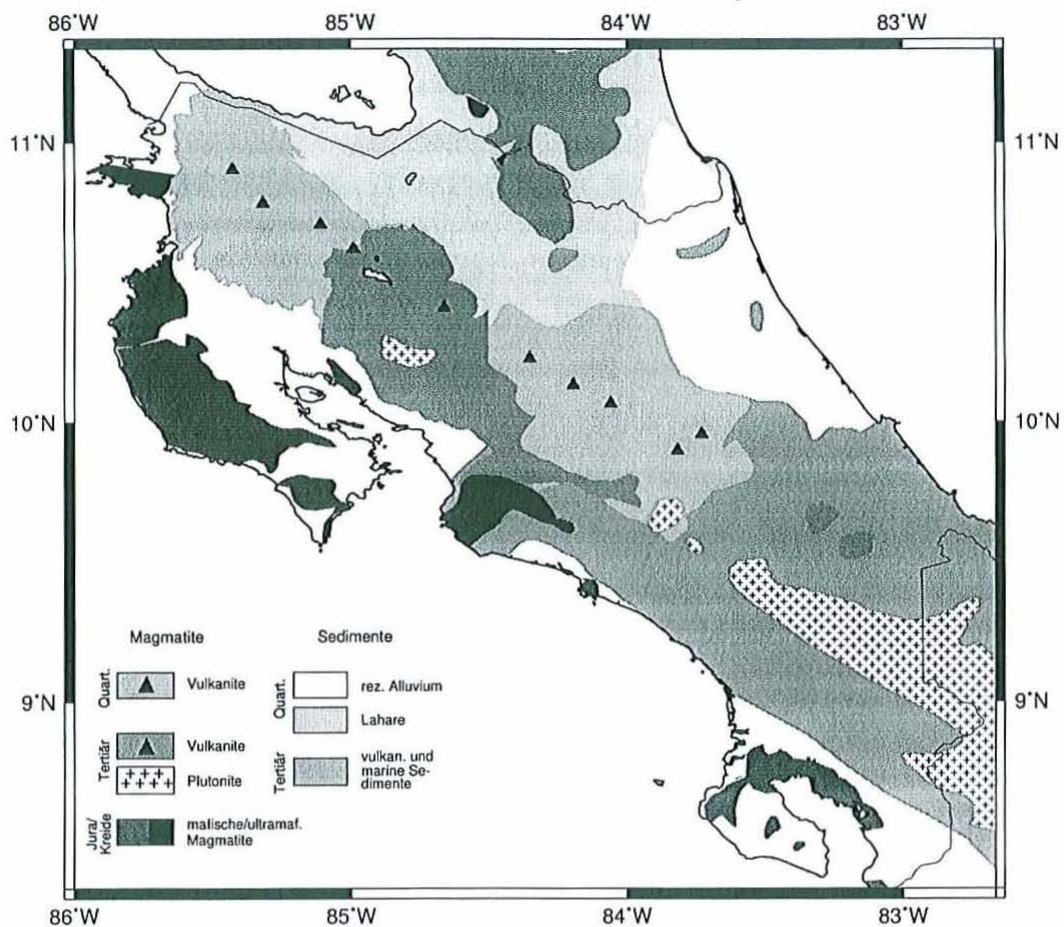 86˚W 85˚W 84˚W 83˚W
11˚N 11˚N
10˚N 10˚N
9˚N 9˚N
Magmatite
Quart. Vulkanite
Tertiär Vulkanite
Plutonite
Jura/
Kreide
mafische/ultramaf.
Magmatite
Sedimente
Quart. rez. Alluvium
Lahare
Tertiär vulkan. und
marine Se-
dimente
86˚W 85˚W 84˚W 83˚W